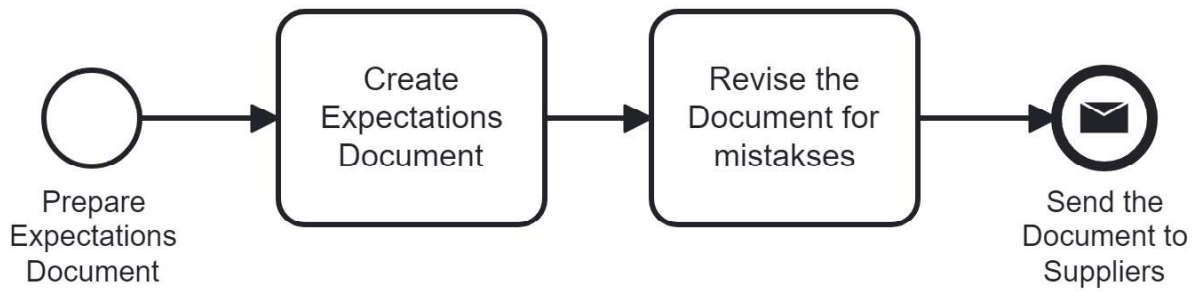 Prepare
Expectations
Document
Create
Expectations
Document
Revise the
Document for
mistakses
Send the
Document to
Suppliers